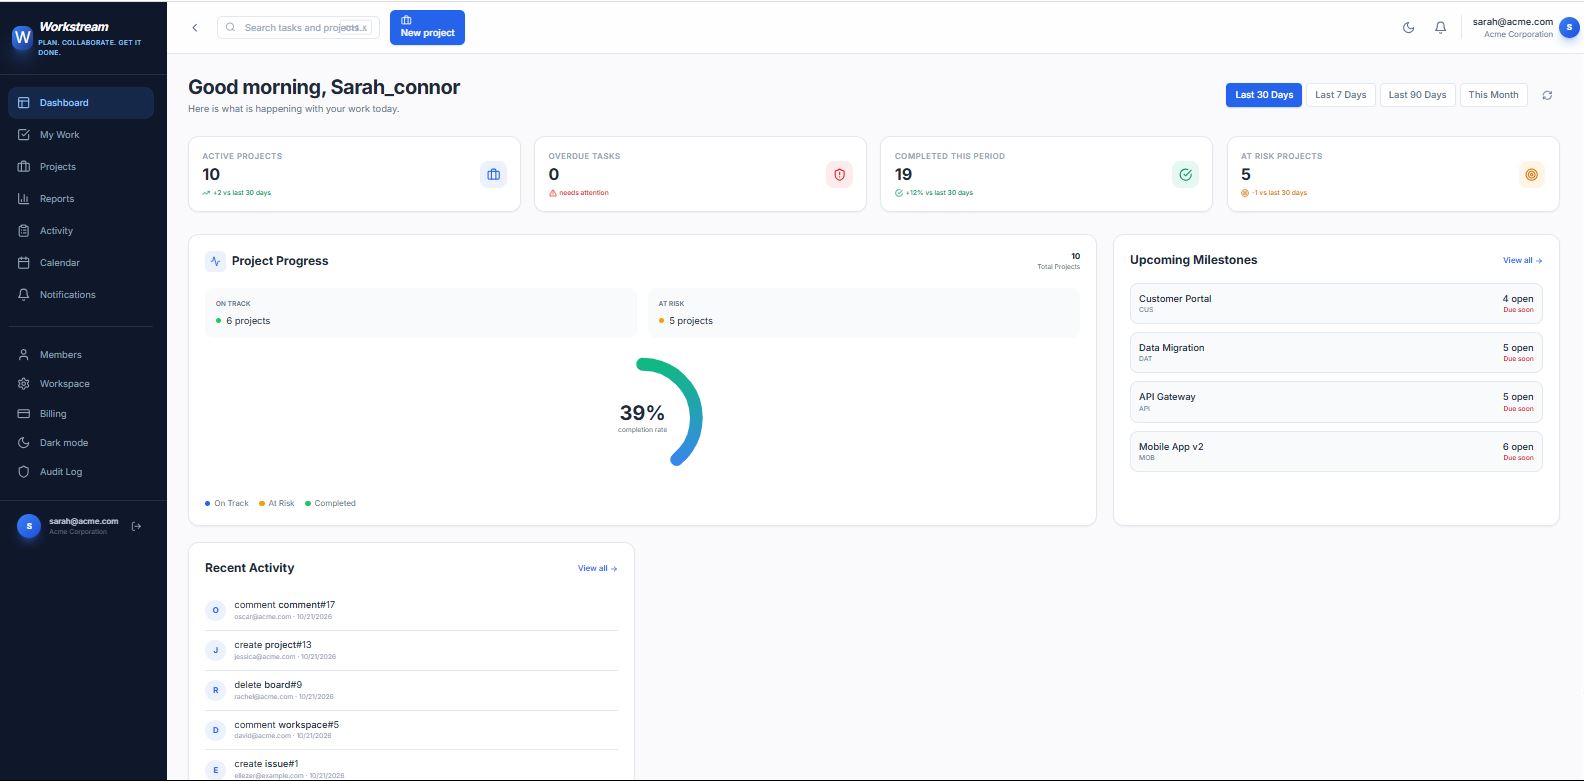 W
Workstream
PLAN. COLLABORATE. GET IT
DONE.
Dashboard
My Work
Projects
Reports
Activity
Calendar
Notifications
Members
Workspace
Billing
Dark mode
Audit Log
S
sarah@acme.com
Acme Corporation
Search tasks and projects...
New project
sarah@acme.com
Acme Corporation
S
Good morning, Sarah_connor
Here is what is happening with your work today.
Last 30 Days
Last 7 Days
Last 90 Days
This Month
ACTIVE PROJECTS
10
+2 vs last 30 days
OVERDUE TASKS
0
needs attention
COMPLETED THIS PERIOD
19
+12% vs last 30 days
AT RISK PROJECTS
5
-1 vs last 30 days
Project Progress
10
Total Projects
ON TRACK
6 projects
AT RISK
5 projects
39%
completion rate
On Track
At Risk
Completed
Upcoming Milestones
View all →
Customer Portal
4 open
CUS
Due soon
Data Migration
5 open
DAT
Due soon
API Gateway
5 open
API
Due soon
Mobile App v2
6 open
MOB
Due soon
Recent Activity
View all →
O
comment comment#17
oscar@acme.com · 10/21/2026
J
create project#13
jessica@acme.com · 10/21/2026
R
delete board#9
rachel@acme.com · 10/21/2026
D
comment workspace#5
david@acme.com · 10/21/2026
E
create issue#1
eliezer@example.com · 10/21/2026